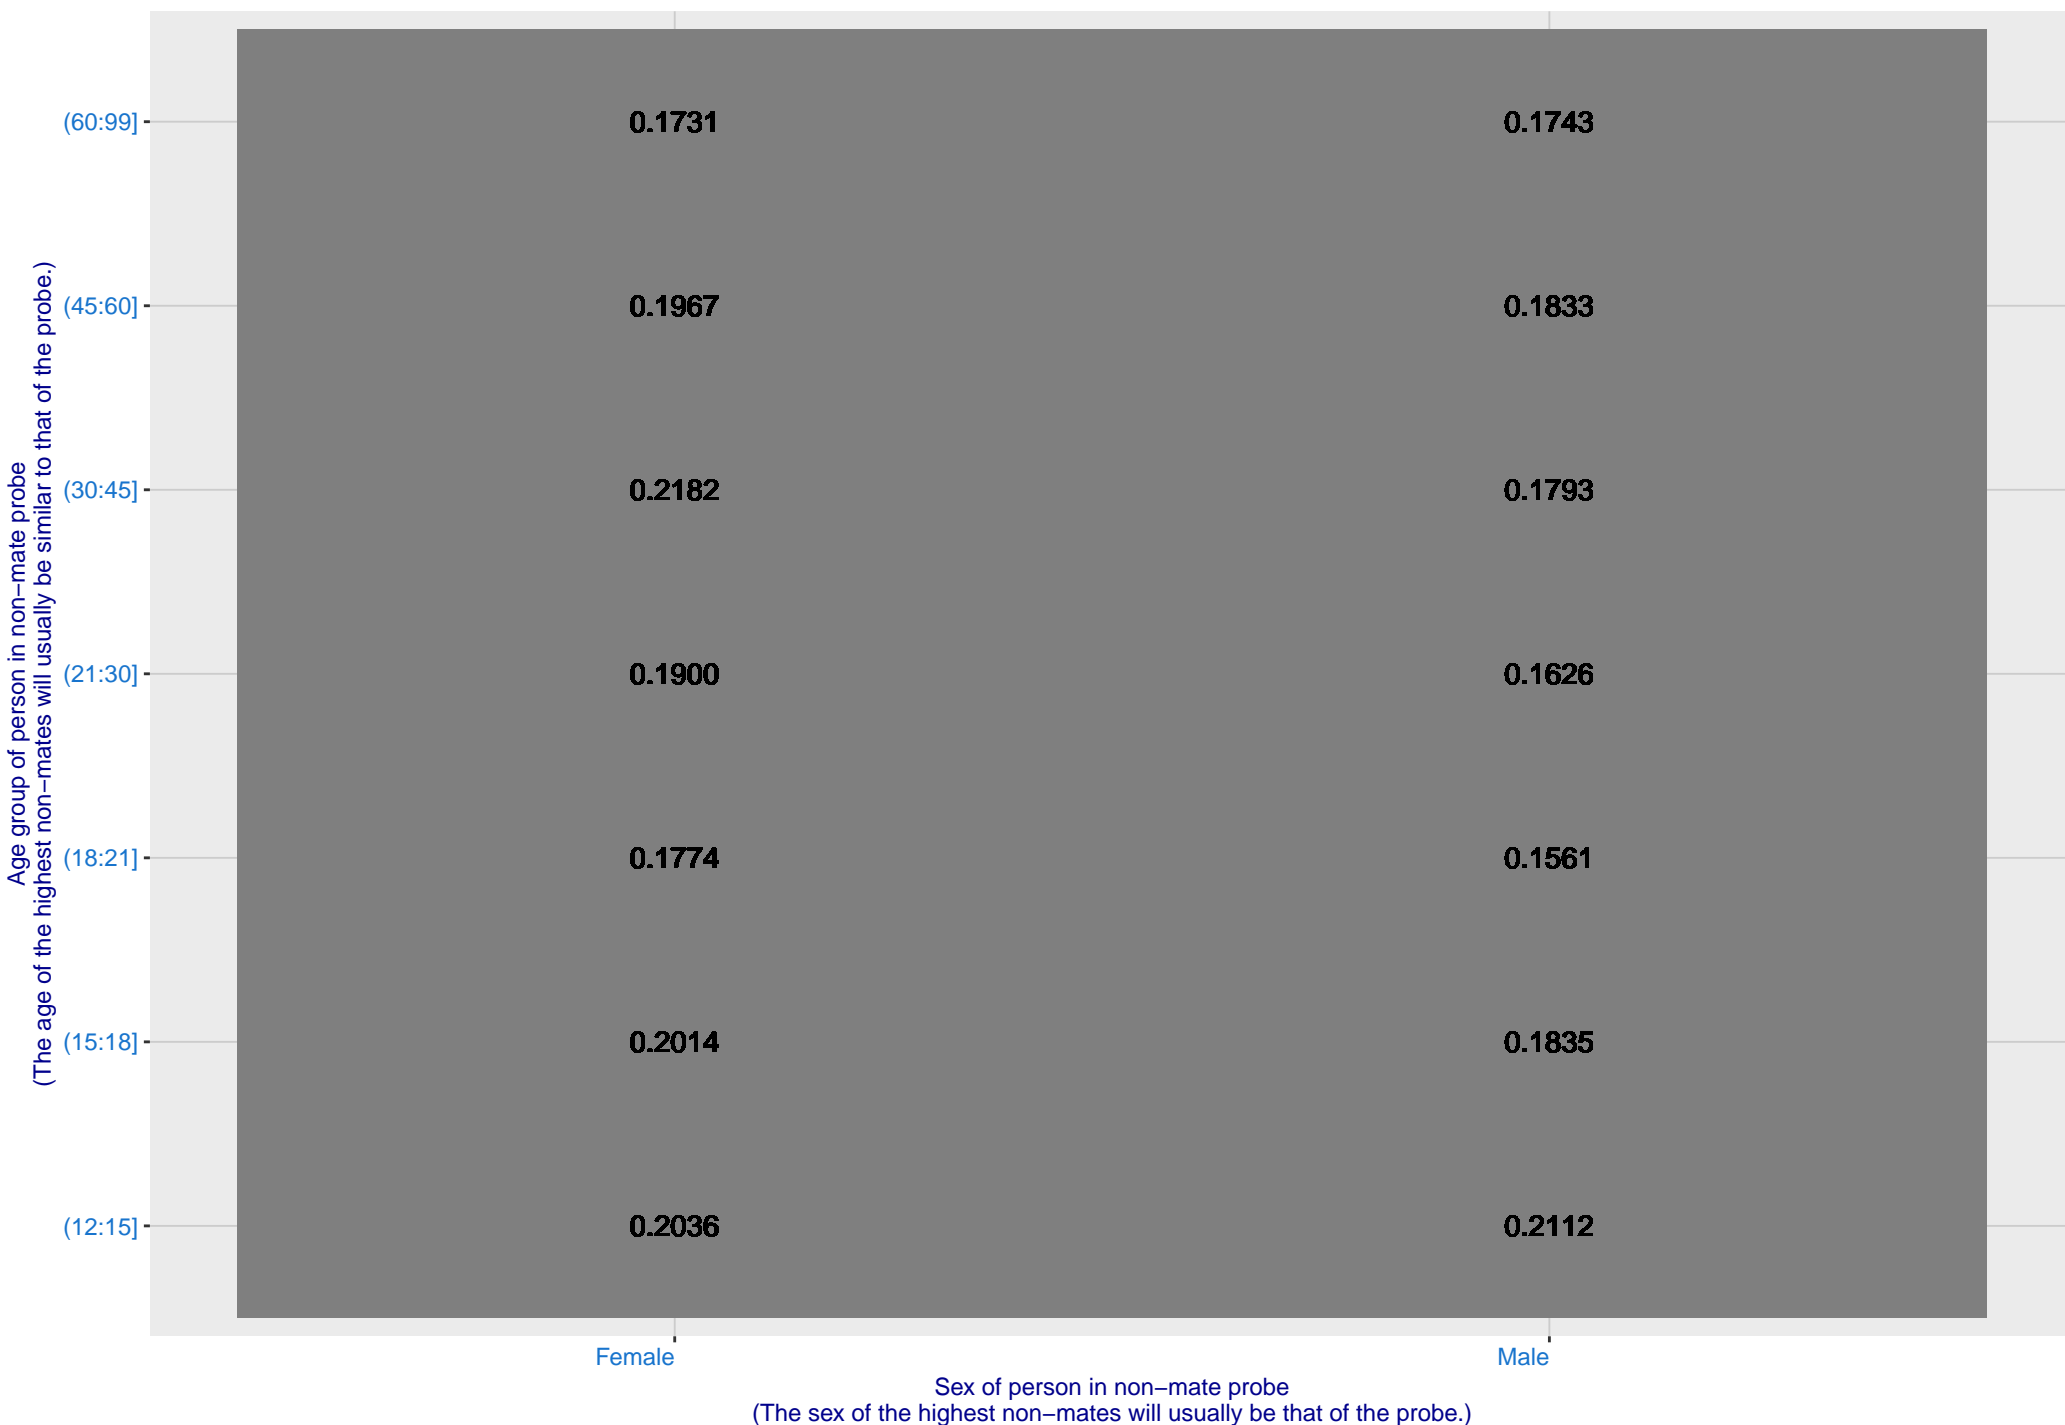 Age group of person in non−mate probe
(The age of the highest non−mates will usually be similar to that of the probe.)
(60:99] 0.1731 0.1743
(45:60] 0.1967 0.1833
(30:45] 0.2182 0.1793
(21:30] 0.1900 0.1626
(18:21] 0.1774 0.1561
(15:18] 0.2014 0.1835
(12:15] 0.2036 0.2112
Female Male
Sex of person in non−mate probe
(The sex of the highest non−mates will usually be that of the probe.)